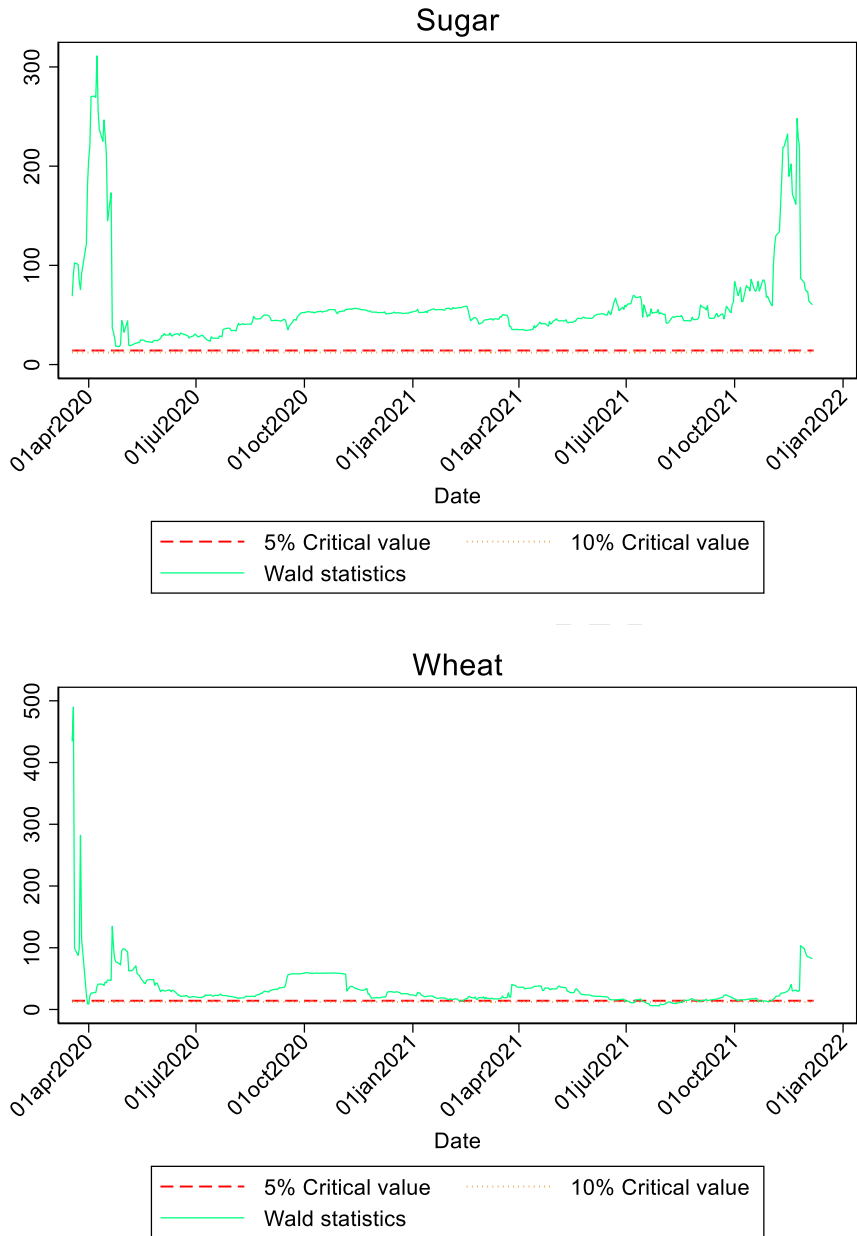 Sugar
300
200
100
0
01apr2020
01jul2020
01oct2020
01jan2021
01apr2021
01jul2021
01oct2021
01jan2022
Date
5% Critical value 10% Critical value
Wald statistics
Wheat
500
400
300
200
100
0
01apr2020
01jul2020
01oct2020
01jan2021
01apr2021
01jul2021
01oct2021
01jan2022
Date
5% Critical value 10% Critical value
Wald statistics